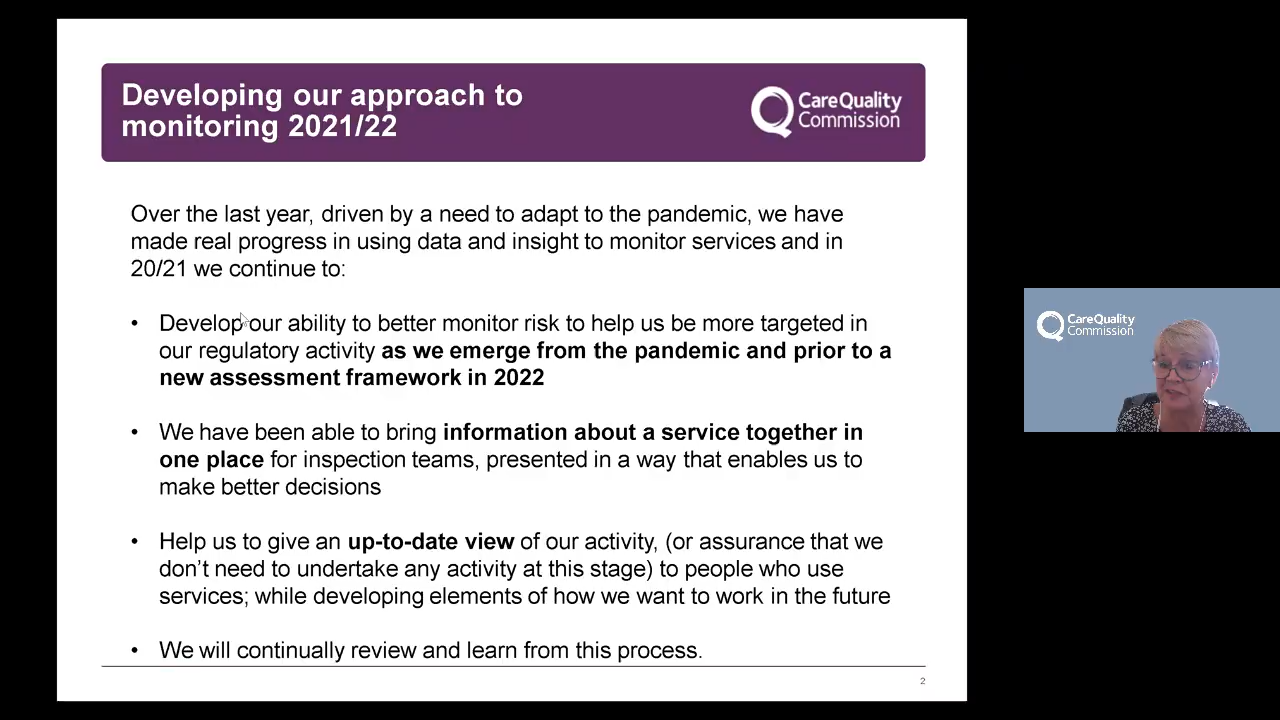 Developing our approach to
monitoring 2021/22
CareQuality
Commission
Over the last year, driven by a need to adapt to the pandemic, we have
made real progress in using data and insight to monitor services and in
20/21 we continue to:
• Develop our ability to better monitor risk to help us be more targeted in
our regulatory activity as we emerge from the pandemic and prior to a
new assessment framework in 2022
• We have been able to bring information about a service together in
one place for inspection teams, presented in a way that enables us to
make better decisions
• Help us to give an up-to-date view of our activity, (or assurance that we
don’t need to undertake any activity at this stage) to people who use
services; while developing elements of how we want to work in the future
• We will continually review and learn from this process.
2
CareQuality
Commission